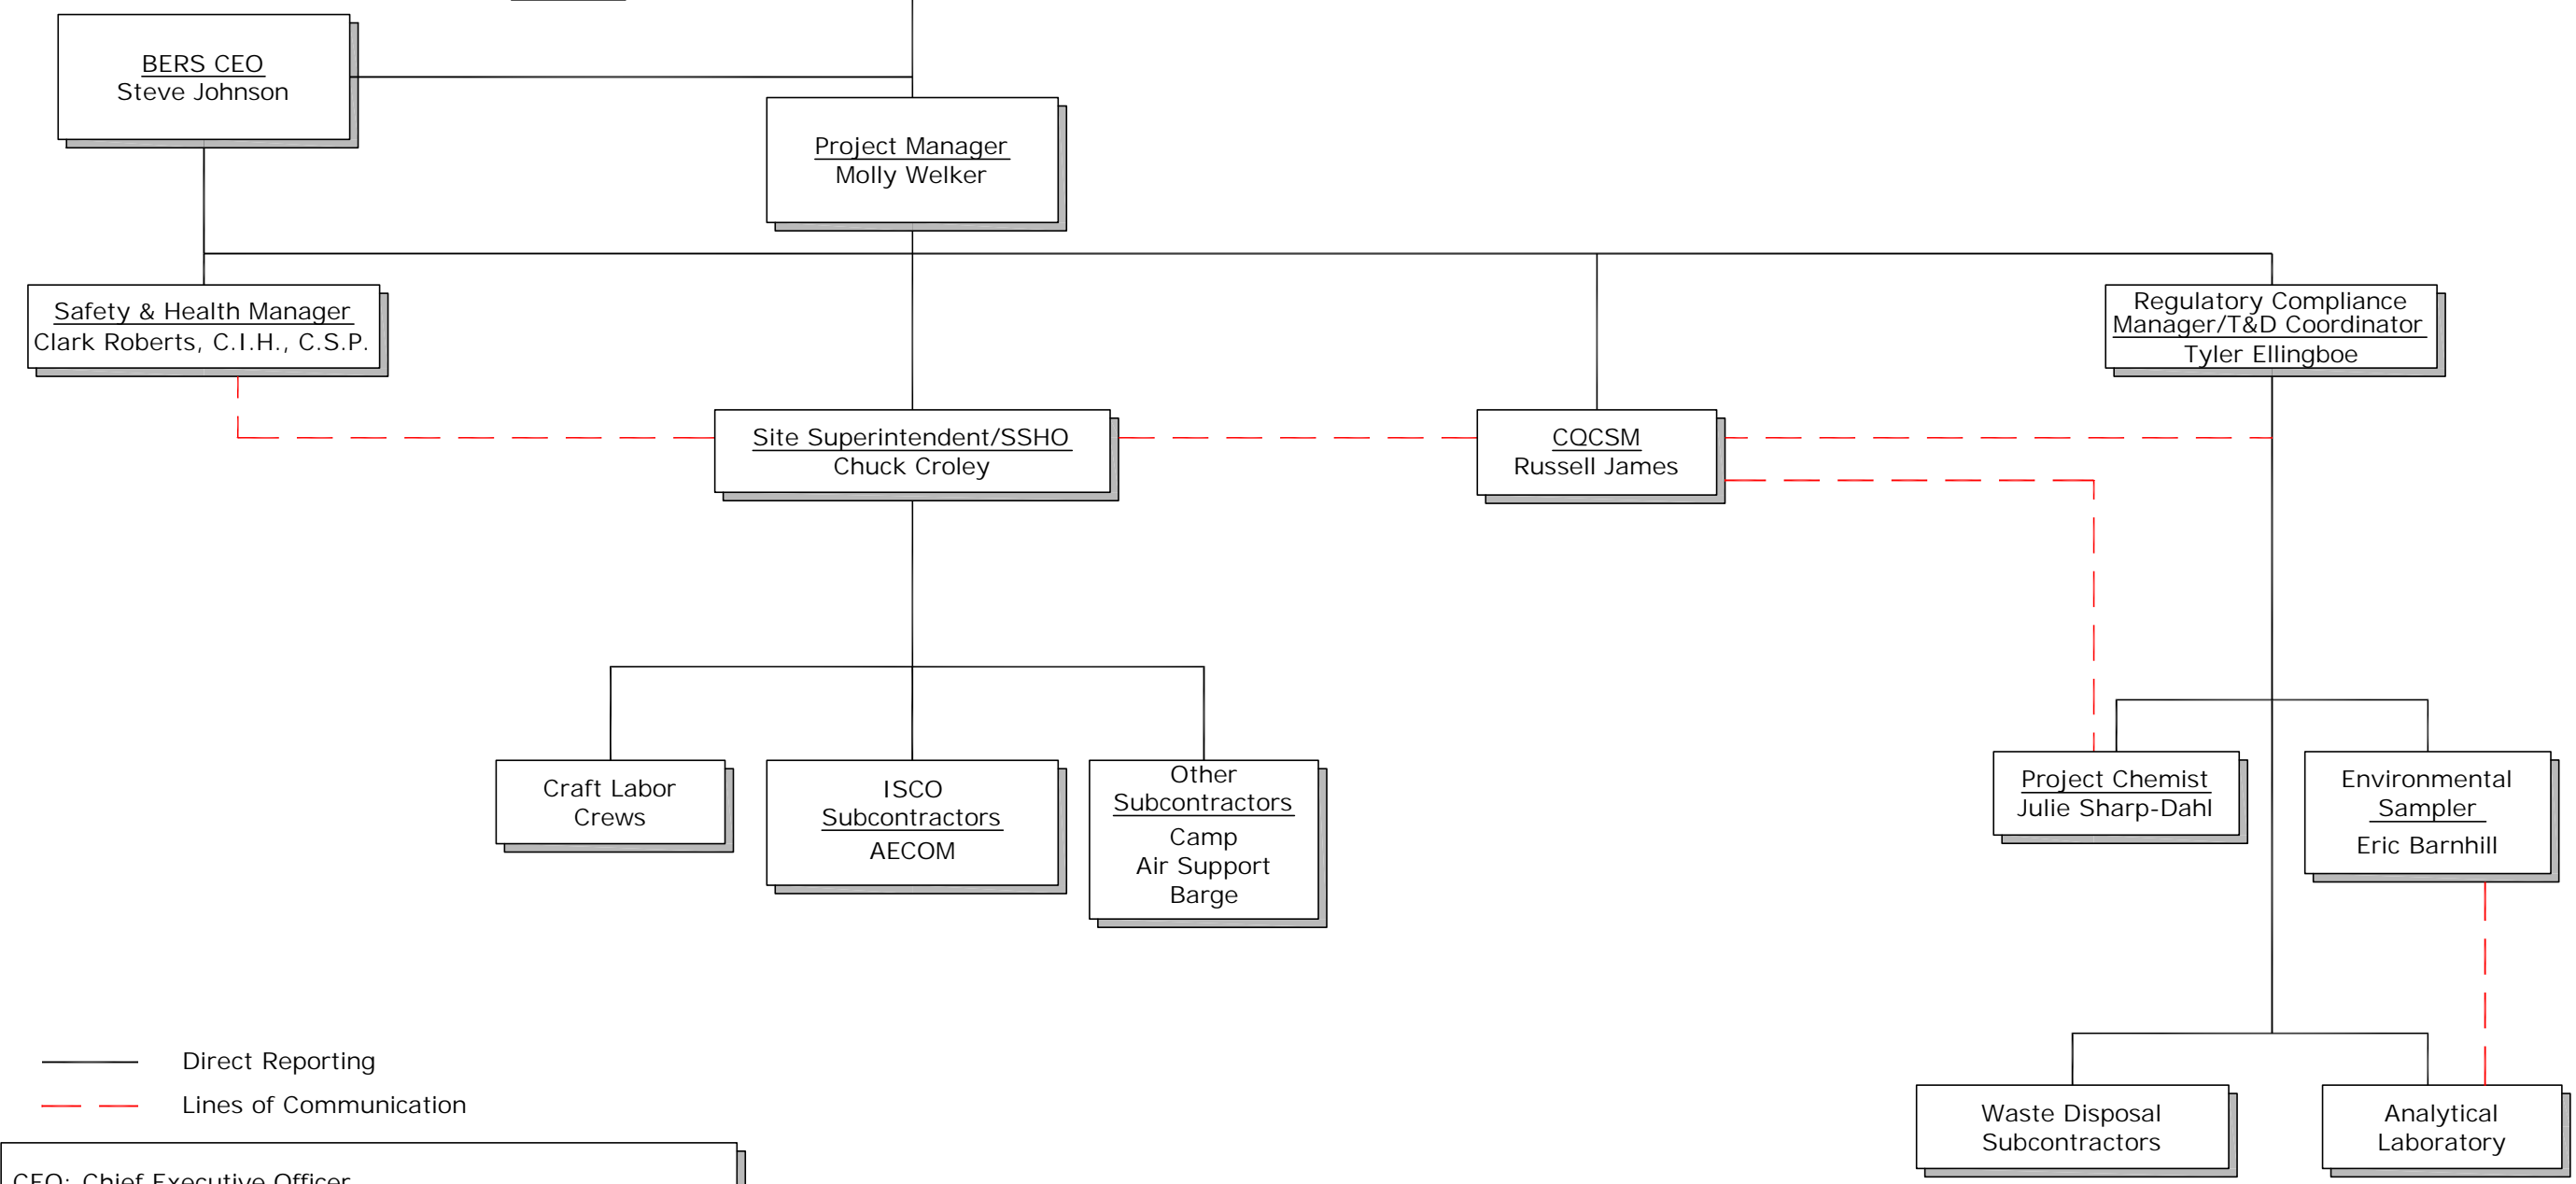 BERS CEO
Steve Johnson
Project Manager
Molly Welker
Safety & Health Manager
Clark Roberts, C.I.H., C.S.P.
Regulatory Compliance
Manager/T&D Coordinator
Tyler Ellingboe
Site Superintendent/SSHO
Chuck Croley
CQCSM
Russell James
Craft Labor
Crews
ISCO
Subcontractors
AECOM
Other
Subcontractors
Camp
Air Support
Barge
Project Chemist
Julie Sharp-Dahl
Environmental
Sampler
Eric Barnhill
Direct Reporting
Lines of Communication
Waste Disposal
Subcontractors
Analytical
Laboratory
CEO: Chief Executive Officer